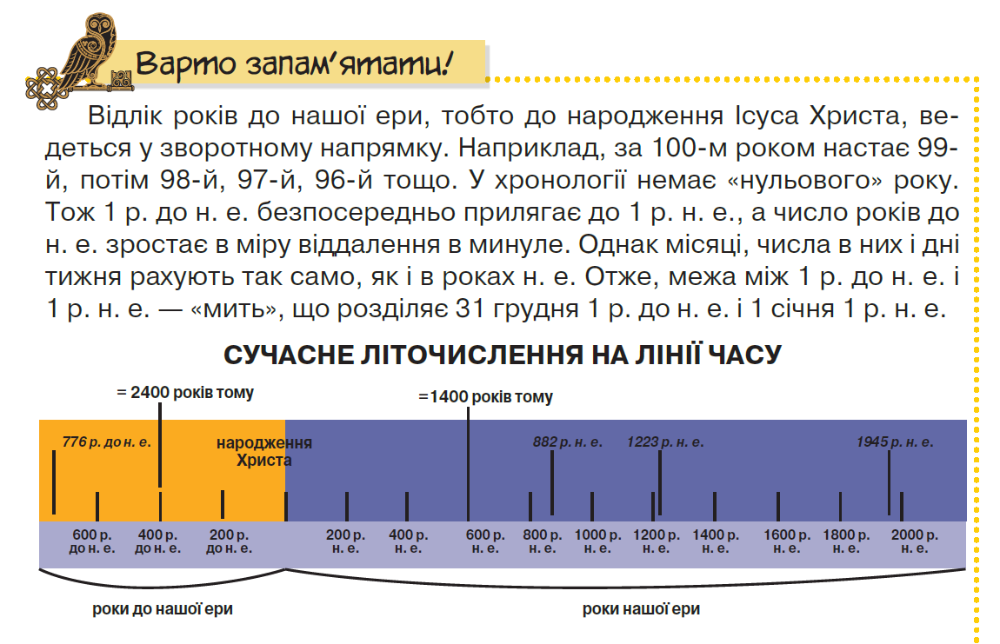 Варто запам’ятати!
Відлік років до нашої ери, тобто до народження Ісуса Христа, ве-
деться у зворотному напрямку. Наприклад, за 100-м роком настає 99-
й, потім 98-й, 97-й, 96-й тощо. У хронології немає «нульового» року.
Тож 1 р. до н. е. безпосередньо прилягає до 1 р. н. е., а число років до
н. е. зростає в міру віддалення в минуле. Однак місяці, числа в них і дні
тижня рахують так само, як і в роках н. е. Отже, межа між 1 р. до н. е. і
1 р. н. е. — «мить», що розділяє 31 грудня 1 р. до н. е. і 1 січня 1 р. н. е.
СУЧАСНЕ ЛІТОЧИСЛЕННЯ НА ЛІНІЇ ЧАСУ
= 2400 років тому
=1400 років тому
776 р. до н. е.
народження
Христа
882 р. н. е.
1223 р. н. е.
1945 р. н. е.
600 р.
до н. е.
400 р.
до н. е.
200 р.
до н. е.
200 р.
н. е.
400 р.
н. е.
600 р.
н. е.
800 р.
н. е.
1000 р.
н. е.
1200 р.
н. е.
1400 р.
н. е.
1600 р.
н. е.
1800 р.
н. е.
2000 р.
н. е.
роки до нашої ери
роки нашої ери